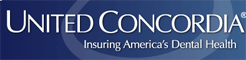 UNITED CONCORDIA®
Insuring America's Dental Health